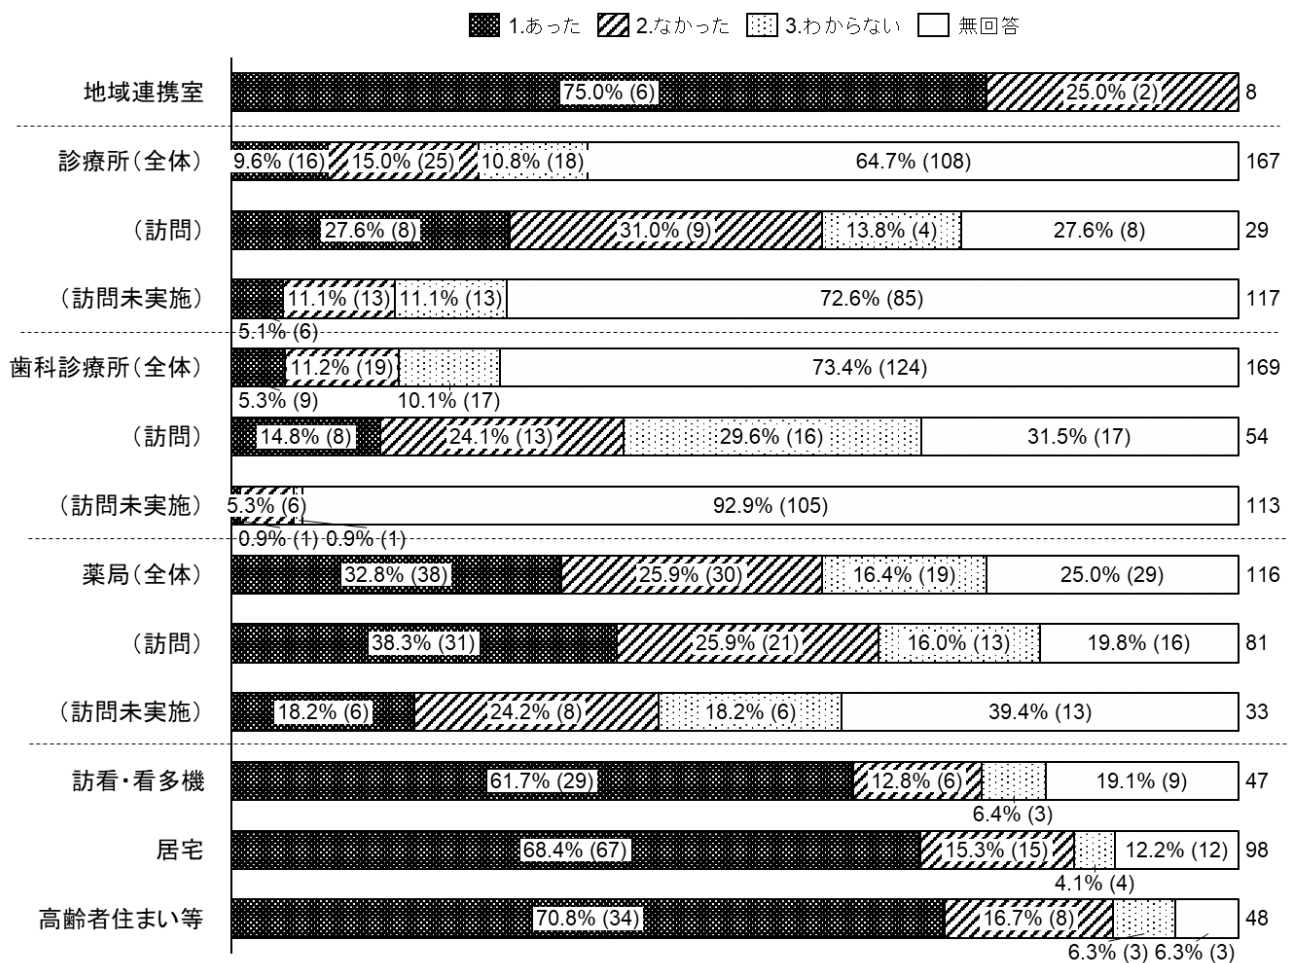 1.あった 2.なかった 3.わからない 無回答
地域連携室 75.0% (6) 25.0% (2) 8
診療所(全体) 9.6% (16) 15.0% (25) 10.8% (18) 64.7% (108) 167
(訪問) 27.6% (8) 31.0% (9) 13.8% (4) 27.6% (8) 29
(訪問未実施) 11.1% (13) 11.1% (13) 72.6% (85) 117
5.1% (6)
歯科診療所(全体) 11.2% (19) 73.4% (124) 169
5.3% (9) 10.1% (17)
(訪問) 14.8% (8) 24.1% (13) 29.6% (16) 31.5% (17) 54
(訪問未実施) 5.3% (6) 92.9% (105) 113
0.9% (1) 0.9% (1)
薬局(全体) 32.8% (38) 25.9% (30) 16.4% (19) 25.0% (29) 116
(訪問) 38.3% (31) 25.9% (21) 16.0% (13) 19.8% (16) 81
(訪問未実施) 18.2% (6) 24.2% (8) 18.2% (6) 39.4% (13) 33
訪看・看多機 61.7% (29) 12.8% (6) 19.1% (9) 47
6.4% (3)
居宅 68.4% (67) 15.3% (15) 12.2% (12) 98
4.1% (4)
高齢者住まい等 70.8% (34) 16.7% (8) 48
6.3% (3) 6.3% (3)